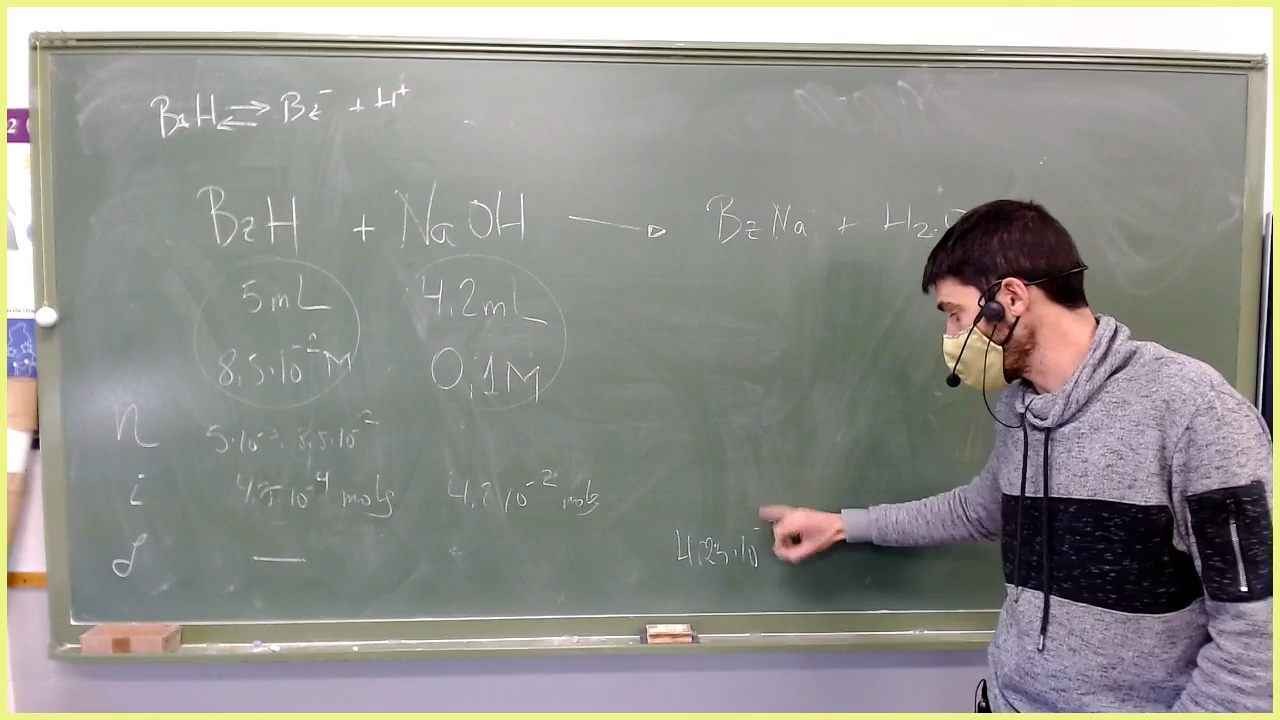 BzH ⇌ Bz⁻ + H⁺
BzH + NaOH → BzNa + H₂O
5mL 4,2mL
8,5·10⁻²M 0,1M
n 5·10⁻³·8,5·10⁻²
i 4,25·10⁻⁴ mols 4,2·10⁻² mols
f — 4,25·10⁻
2